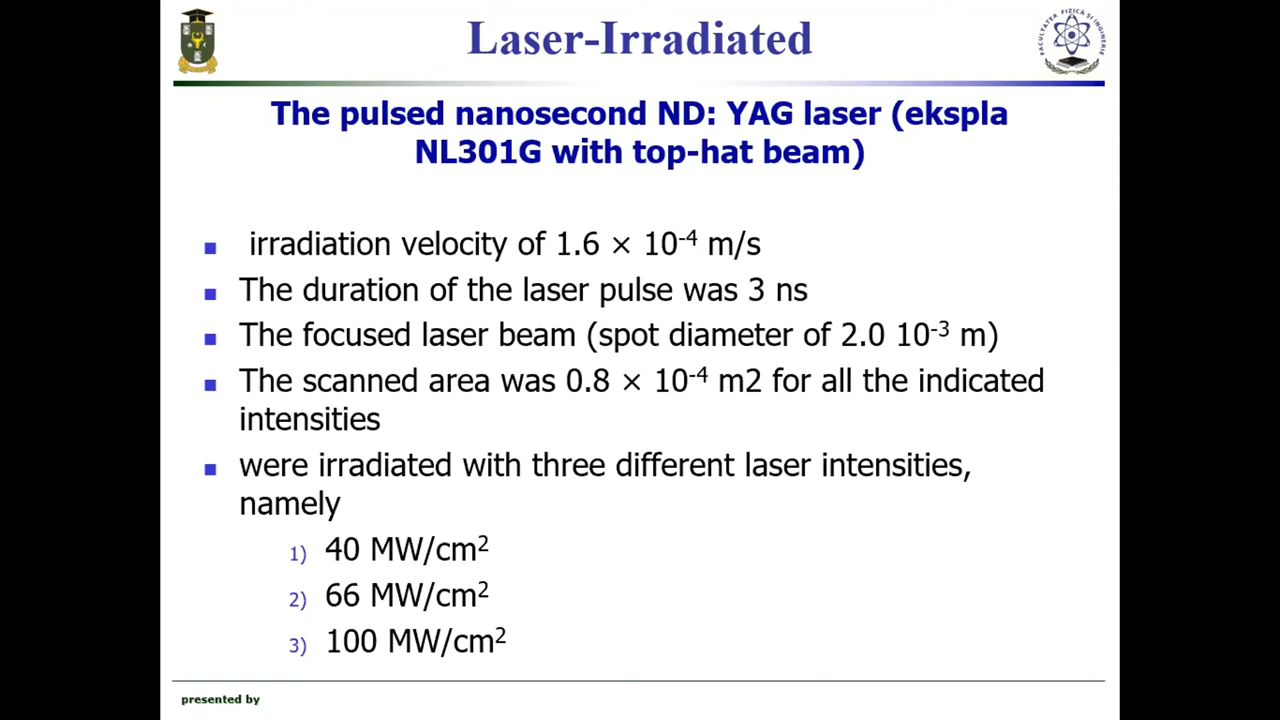 Laser-Irradiated
FACULTATEA FIZICĂ ȘI INGINERIE
The pulsed nanosecond ND: YAG laser (ekspla
NL301G with top-hat beam)
irradiation velocity of 1.6 × 10⁻⁴ m/s
The duration of the laser pulse was 3 ns
The focused laser beam (spot diameter of 2.0 10⁻³ m)
The scanned area was 0.8 × 10⁻⁴ m2 for all the indicated
intensities
were irradiated with three different laser intensities,
namely
1) 40 MW/cm²
2) 66 MW/cm²
3) 100 MW/cm²
presented by